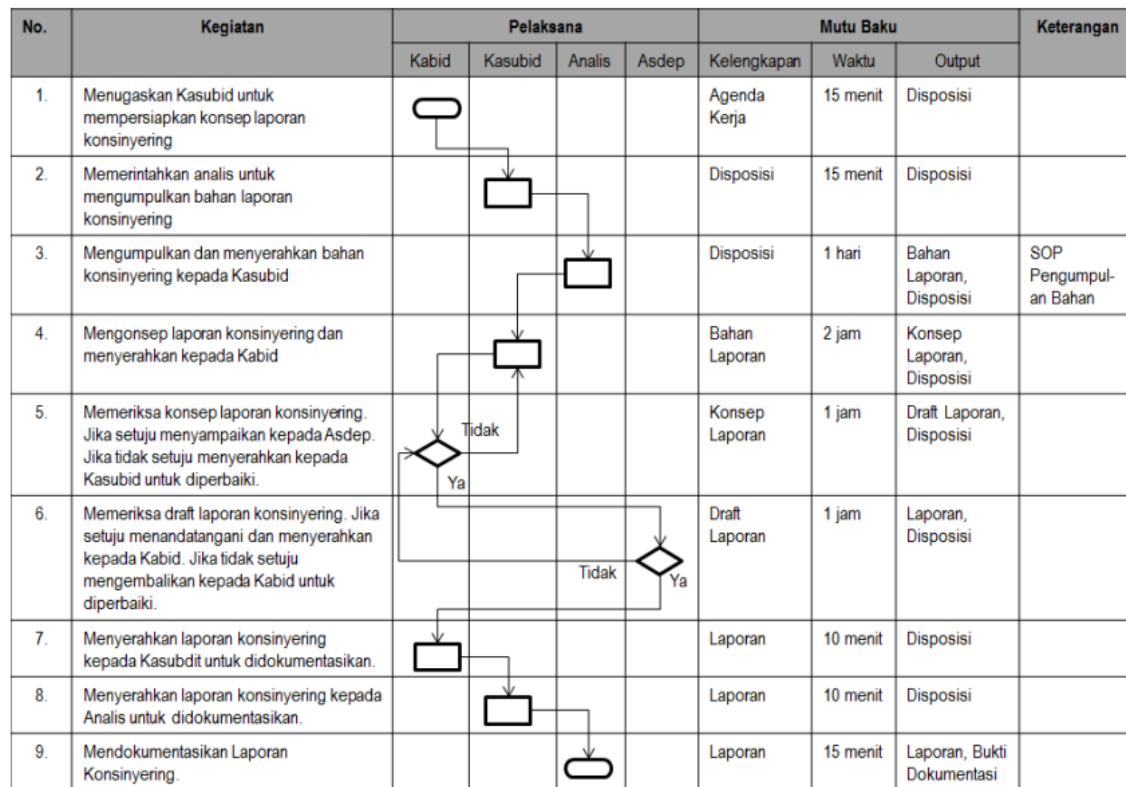 No. Kegiatan Pelaksana Mutu Baku Keterangan
Kabid Kasubid Analis Asdep Kelengkapan Waktu Output
1. Menugaskan Kasubid untuk
mempersiapkan konsep laporan
konsinyering
Agenda
Kerja
15 menit
Disposisi
2. Memerintahkan analis untuk
mengumpulkan bahan laporan
konsinyering
Disposisi
15 menit
Disposisi
3. Mengumpulkan dan menyerahkan bahan
konsinyering kepada Kasubid
Disposisi
1 hari
Bahan
Laporan,
Disposisi
SOP
Pengumpul-
an Bahan
4. Mengonsep laporan konsinyering dan
menyerahkan kepada Kabid
Bahan
Laporan
2 jam
Konsep
Laporan,
Disposisi
5. Memeriksa konsep laporan konsinyering.
Jika setuju menyampaikan kepada Asdep.
Jika tidak setuju menyerahkan kepada
Kasubid untuk diperbaiki.
Tidak
Ya
Konsep
Laporan
1 jam
Draft Laporan,
Disposisi
6. Memeriksa draft laporan konsinyering. Jika
setuju menandatangani dan menyerahkan
kepada Kabid. Jika tidak setuju
mengembalikan kepada Kabid untuk
diperbaiki.
Tidak
Ya
Draft
Laporan
1 jam
Laporan,
Disposisi
7. Menyerahkan laporan konsinyering
kepada Kasubdit untuk didokumentasikan.
Laporan
10 menit
Disposisi
8. Menyerahkan laporan konsinyering kepada
Analis untuk didokumentasikan.
Laporan
10 menit
Disposisi
9. Mendokumentasikan Laporan
Konsinyering.
Laporan
15 menit
Laporan, Bukti
Dokumentasi